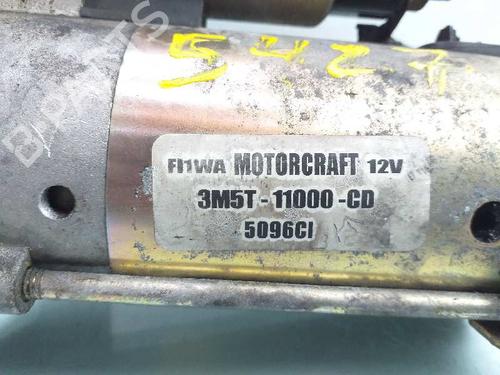 5427
FI1WA MOTORCRAFT 12V
3M5T - 11000 - CD
5096CI
B PARTS